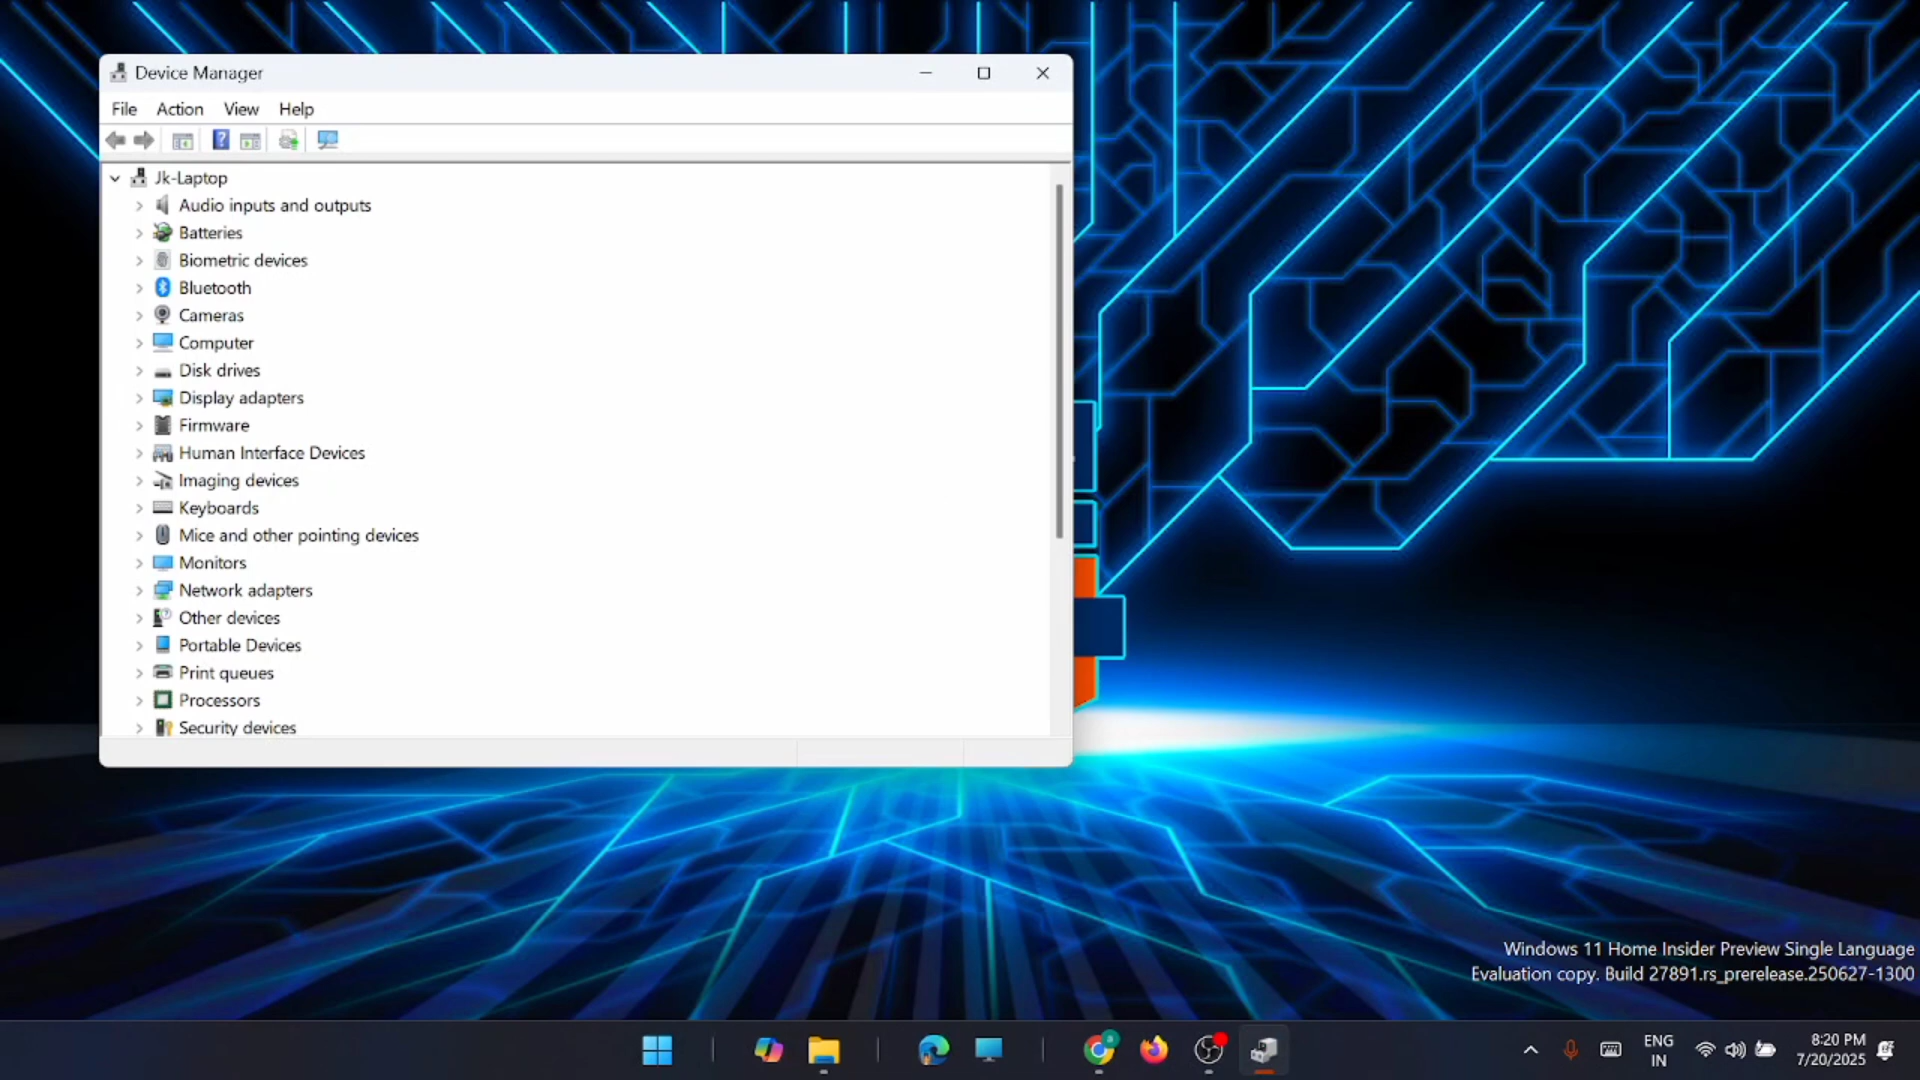 Device Manager
File Action View Help
Jk-Laptop
Audio inputs and outputs
Batteries
Biometric devices
Bluetooth
Cameras
Computer
Disk drives
Display adapters
Firmware
Human Interface Devices
Imaging devices
Keyboards
Mice and other pointing devices
Monitors
Network adapters
Other devices
Portable Devices
Print queues
Processors
Security devices
Windows 11 Home Insider Preview Single Language
Evaluation copy. Build 27891.rs_prerelease.250627-1300
ENG
IN
8:20 PM
7/20/2025